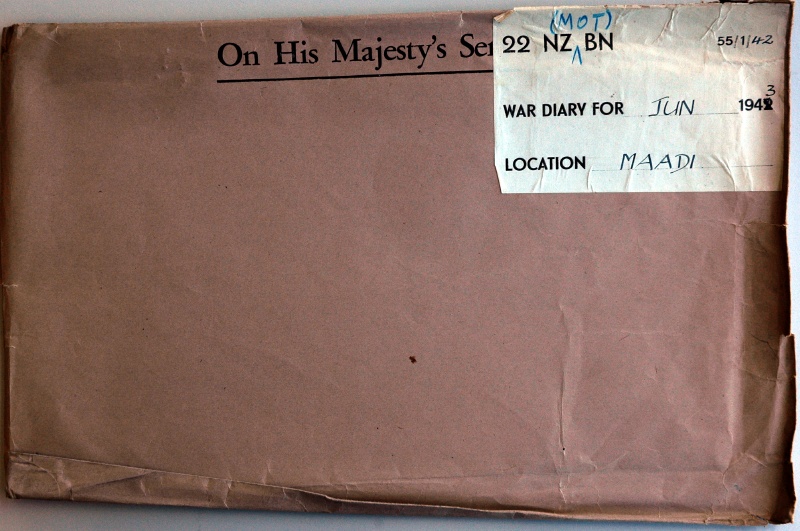 On His Majesty's Ser
(MOT)
22 NZ ^ BN 55/1/42
WAR DIARY FOR JUN 1943
LOCATION MAADI